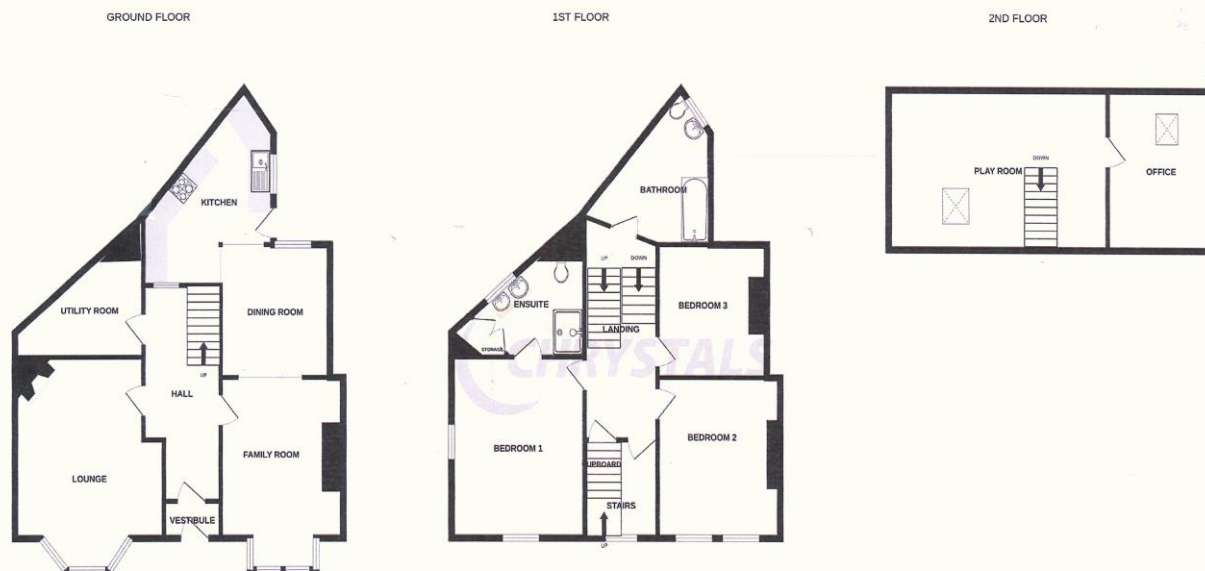 GROUND FLOOR
1ST FLOOR
2ND FLOOR
KITCHEN
UTILITY ROOM
DINING ROOM
UP
HALL
LOUNGE
FAMILY ROOM
VESTIBULE
BATHROOM
UP
DOWN
ENSUITE
STORAGE
LANDING
BEDROOM 3
CHRYSTALS
BEDROOM 1
BEDROOM 2
UPBOARD
STAIRS
UP
DOWN
PLAY ROOM
OFFICE